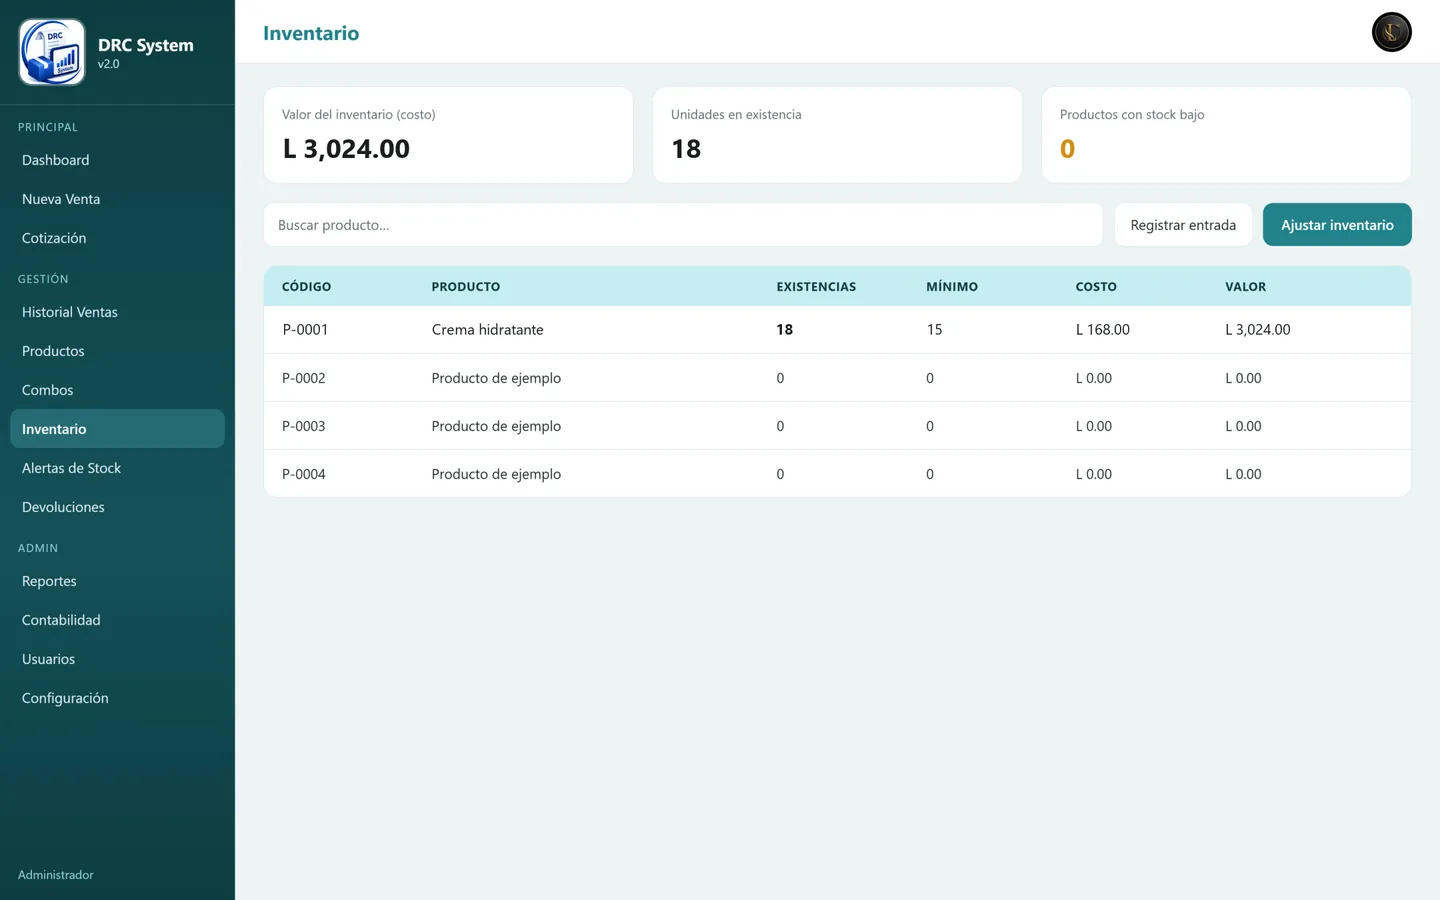 DRC
System
DRC System
v2.0
PRINCIPAL
Dashboard
Nueva Venta
Cotización
GESTIÓN
Historial Ventas
Productos
Combos
Inventario
Alertas de Stock
Devoluciones
ADMIN
Reportes
Contabilidad
Usuarios
Configuración
Administrador
Inventario
Valor del inventario (costo)
L 3,024.00
Unidades en existencia
18
Productos con stock bajo
0
Buscar producto...
Registrar entrada
Ajustar inventario
CÓDIGO PRODUCTO EXISTENCIAS MÍNIMO COSTO VALOR
P-0001 Crema hidratante 18 15 L 168.00 L 3,024.00
P-0002 Producto de ejemplo 0 0 L 0.00 L 0.00
P-0003 Producto de ejemplo 0 0 L 0.00 L 0.00
P-0004 Producto de ejemplo 0 0 L 0.00 L 0.00